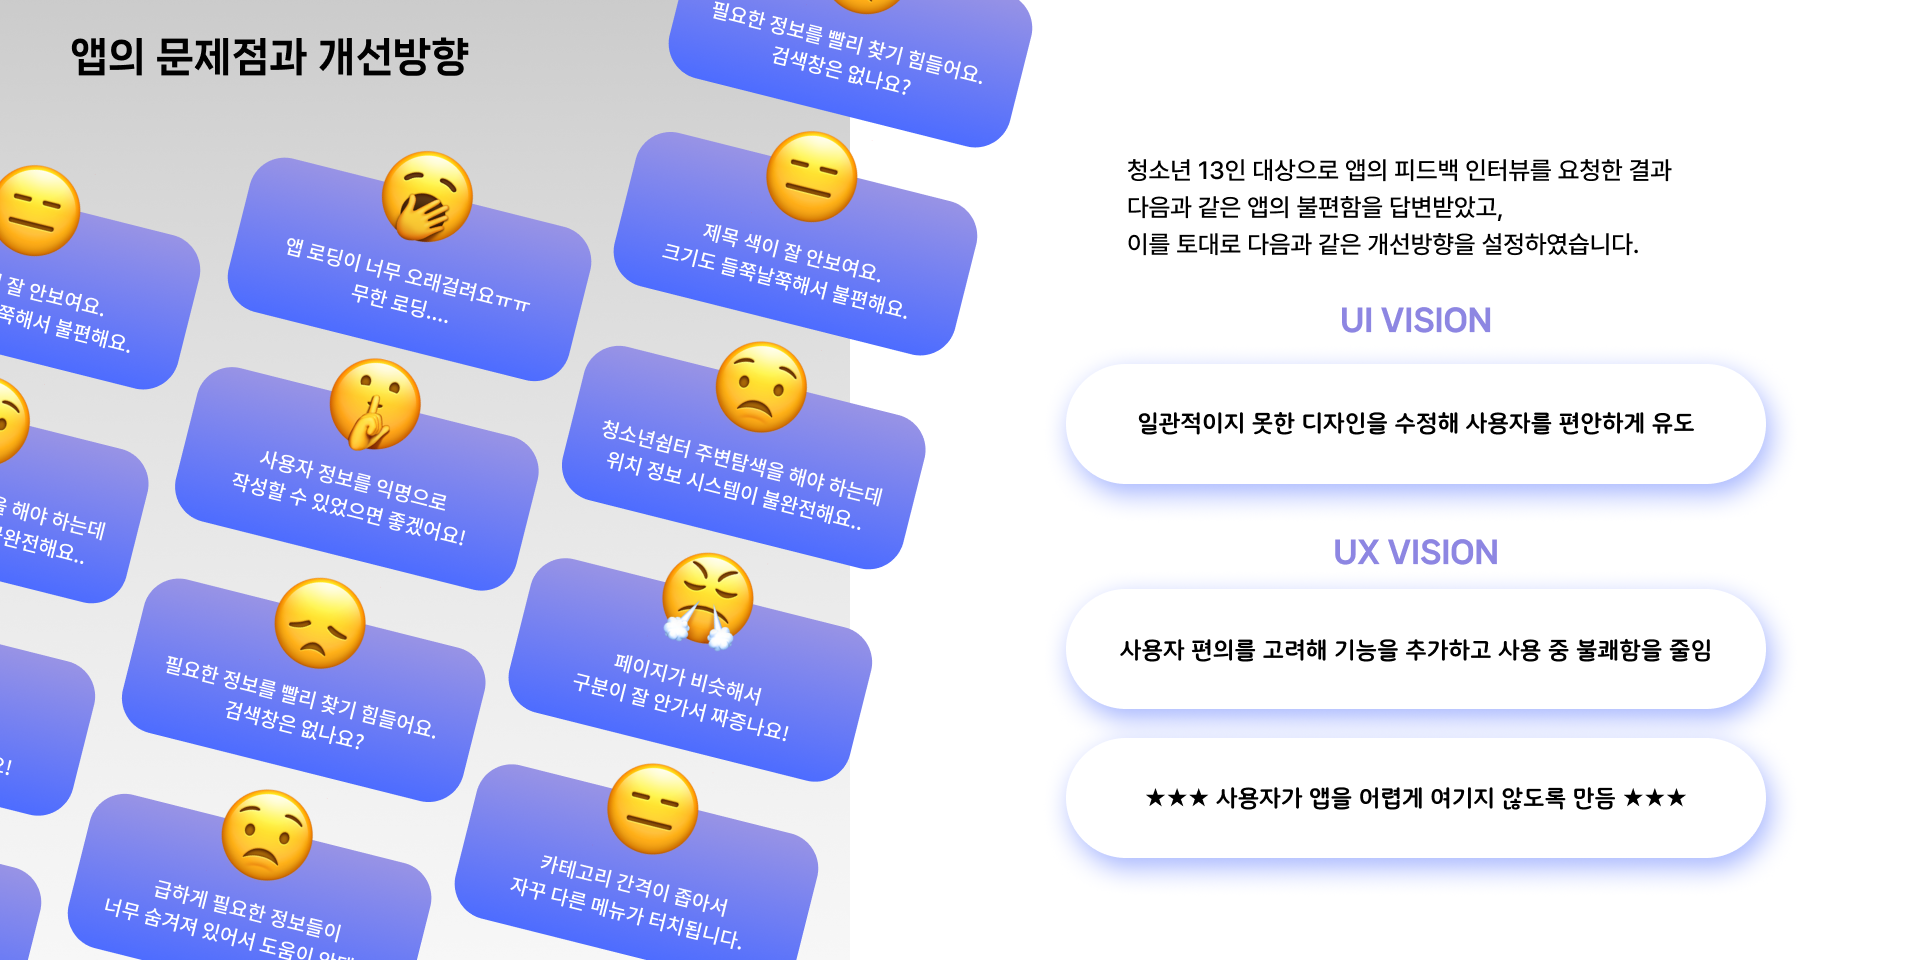 앱의 문제점과 개선방향
필요한 정보를 빨리 찾기 힘들어요.
검색창은 없나요?
잘 안보여요.
쭉해서 불편해요.
앱 로딩이 너무 오래걸려요ㅠㅠ
무한 로딩....
제목 색이 잘 안보여요.
크기도 들쭉날쭉해서 불편해요.
해야 하는데
완전해요..
사용자 정보를 익명으로
작성할 수 있었으면 좋겠어요!
청소년쉼터 주변탐색을 해야 하는데
위치 정보 시스템이 불완전해요..
필요한 정보를 빨리 찾기 힘들어요.
검색창은 없나요?
페이지가 비슷해서
구분이 잘 안가서 짜증나요!
급하게 필요한 정보들이
너무 숨겨져 있어서 도움이
카테고리 간격이 좁아서
자꾸 다른 메뉴가 터치됩니다.
청소년 13인 대상으로 앱의 피드백 인터뷰를 요청한 결과
다음과 같은 앱의 불편함을 답변받았고,
이를 토대로 다음과 같은 개선방향을 설정하였습니다.
UI VISION
일관적이지 못한 디자인을 수정해 사용자를 편안하게 유도
UX VISION
사용자 편의를 고려해 기능을 추가하고 사용 중 불쾌함을 줄임
★★★ 사용자가 앱을 어렵게 여기지 않도록 만듬 ★★★